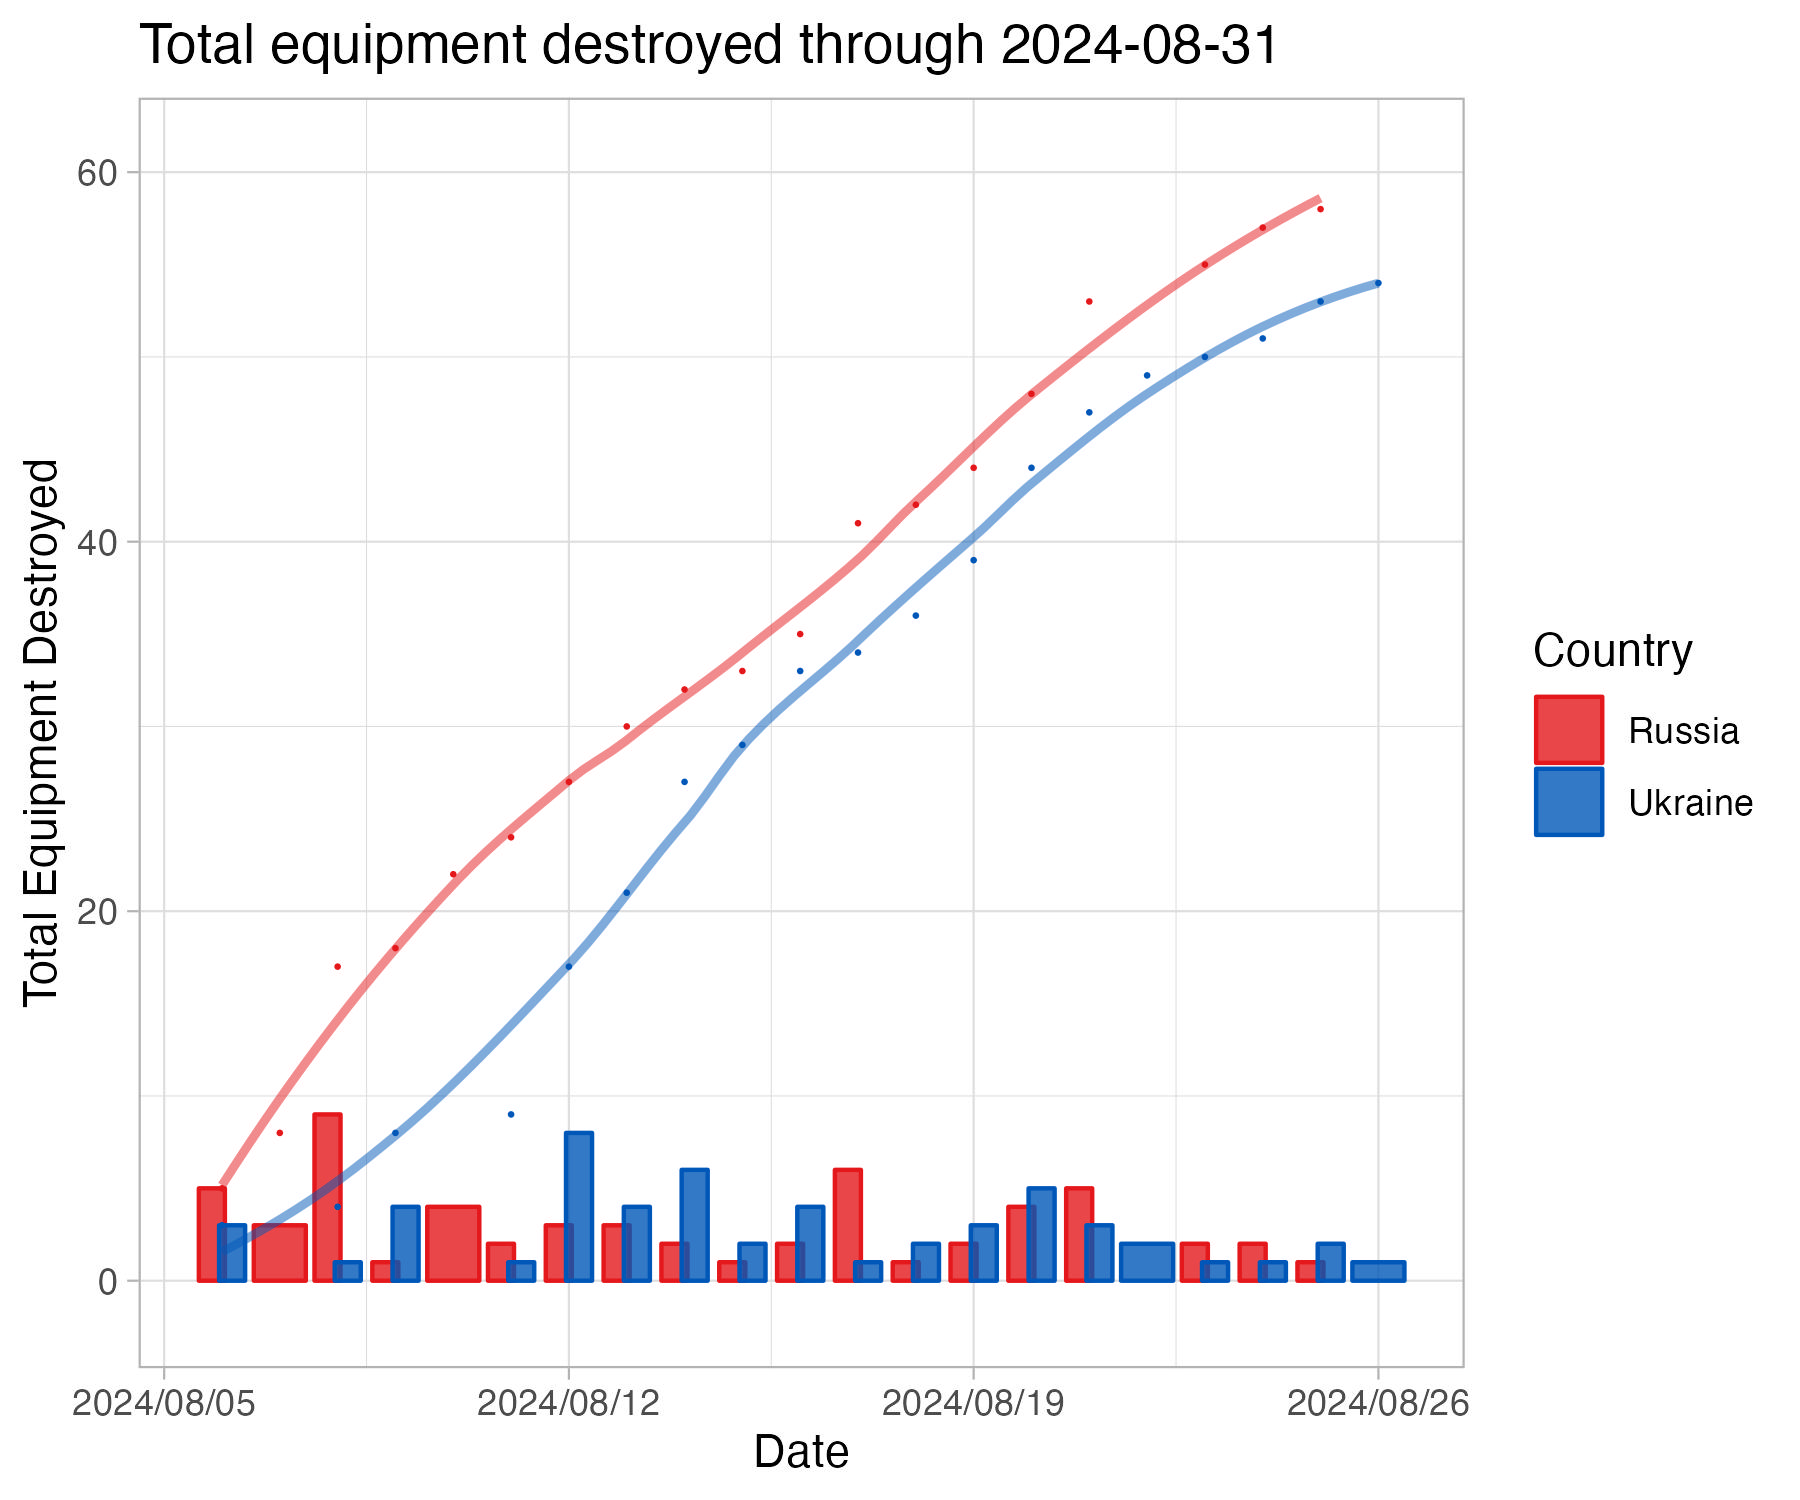 Total equipment destroyed through 2024-08-31
Total Equipment Destroyed
60
40
20
0
2024/08/05
2024/08/12
2024/08/19
2024/08/26
Date
Country
Russia
Ukraine